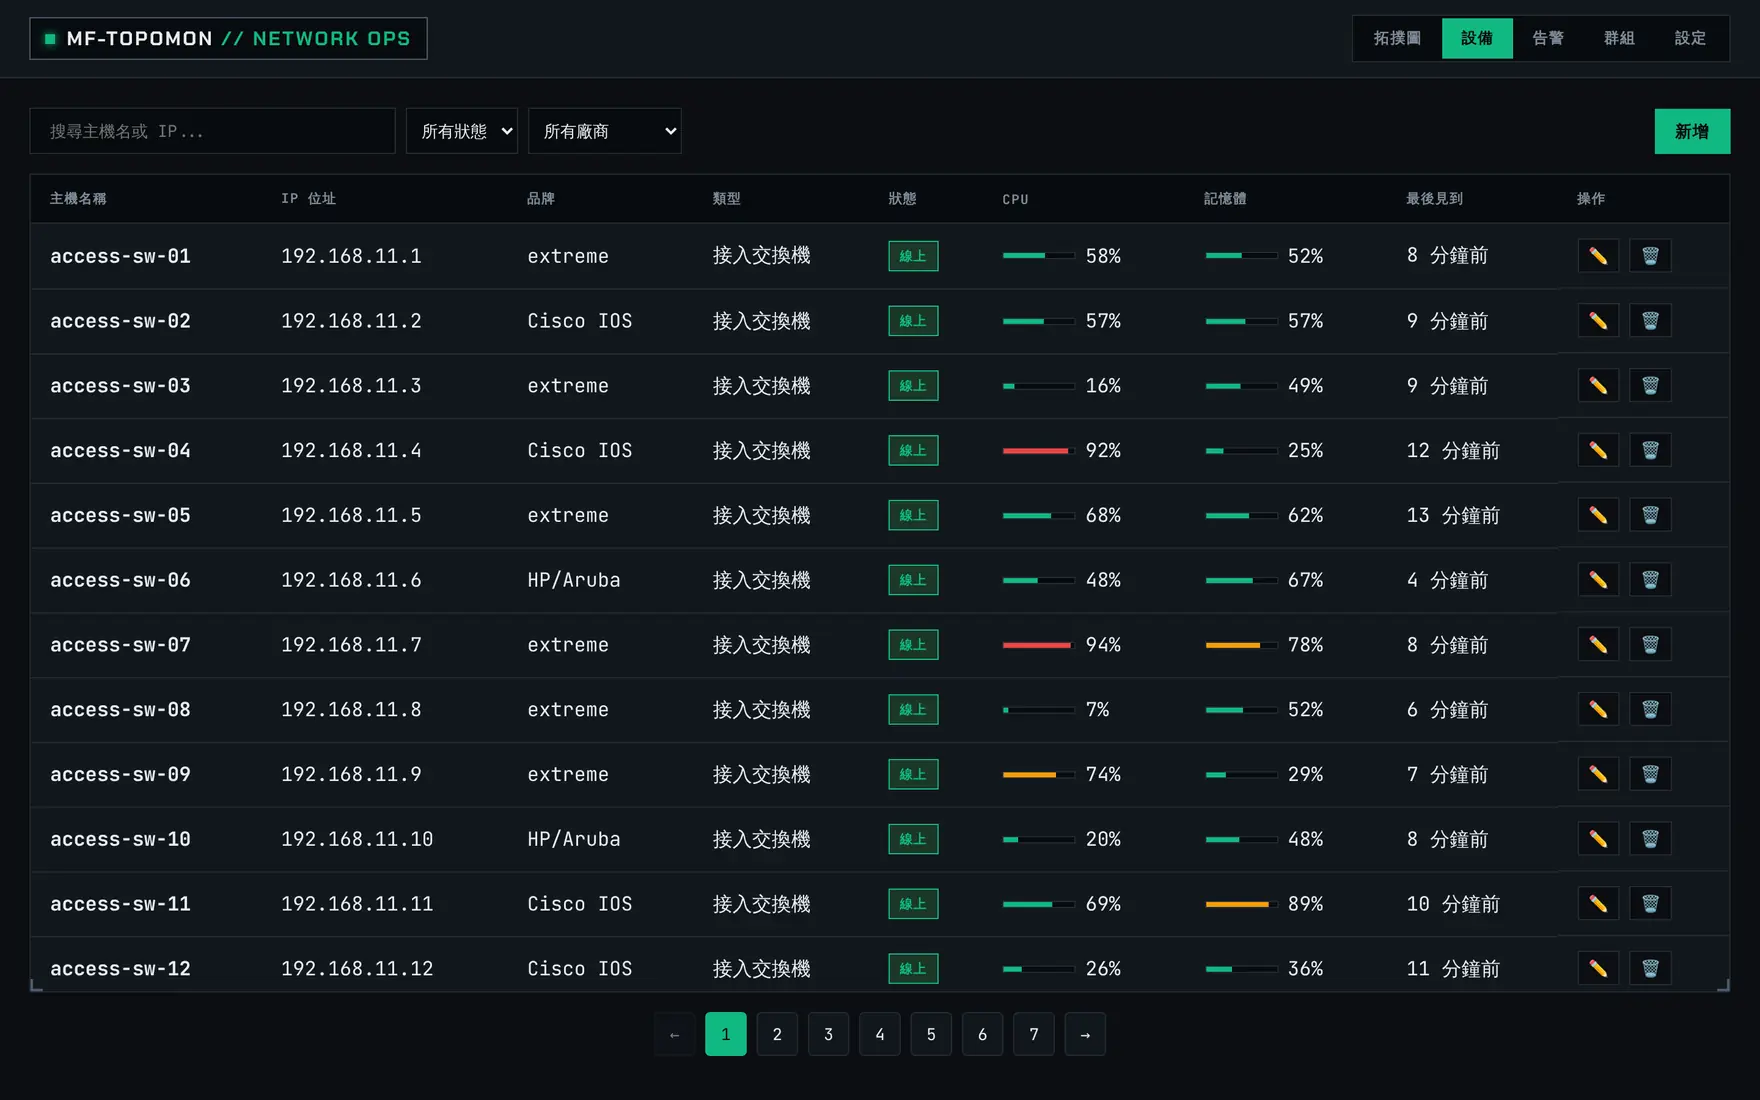 MF-TOPOMON // NETWORK OPS
拓撲圖 設備 告警 群組 設定
搜尋主機名或 IP... 所有狀態 所有廠商 新增
主機名稱 IP 位址 品牌 類型 狀態 CPU 記憶體 最後見到 操作
access-sw-01 192.168.11.1 extreme 接入交換機 線上 58% 52% 8 分鐘前
access-sw-02 192.168.11.2 Cisco IOS 接入交換機 線上 57% 57% 9 分鐘前
access-sw-03 192.168.11.3 extreme 接入交換機 線上 16% 49% 9 分鐘前
access-sw-04 192.168.11.4 Cisco IOS 接入交換機 線上 92% 25% 12 分鐘前
access-sw-05 192.168.11.5 extreme 接入交換機 線上 68% 62% 13 分鐘前
access-sw-06 192.168.11.6 HP/Aruba 接入交換機 線上 48% 67% 4 分鐘前
access-sw-07 192.168.11.7 extreme 接入交換機 線上 94% 78% 8 分鐘前
access-sw-08 192.168.11.8 extreme 接入交換機 線上 7% 52% 6 分鐘前
access-sw-09 192.168.11.9 extreme 接入交換機 線上 74% 29% 7 分鐘前
access-sw-10 192.168.11.10 HP/Aruba 接入交換機 線上 20% 48% 8 分鐘前
access-sw-11 192.168.11.11 Cisco IOS 接入交換機 線上 69% 89% 10 分鐘前
access-sw-12 192.168.11.12 Cisco IOS 接入交換機 線上 26% 36% 11 分鐘前
← 1 2 3 4 5 6 7 →